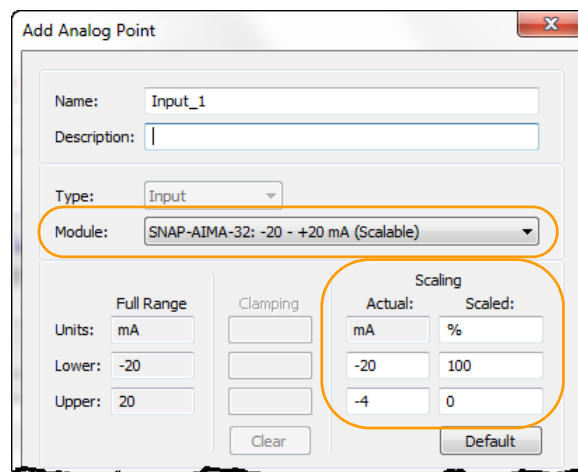 Add Analog Point
Name: Input_1
Description:
Type: Input
Module: SNAP-AIMA-32: -20 - +20 mA (Scalable)
Scaling
Full Range Clamping Actual: Scaled:
Units: mA mA %
Lower: -20 -20 100
Upper: 20 -4 0
Clear Default